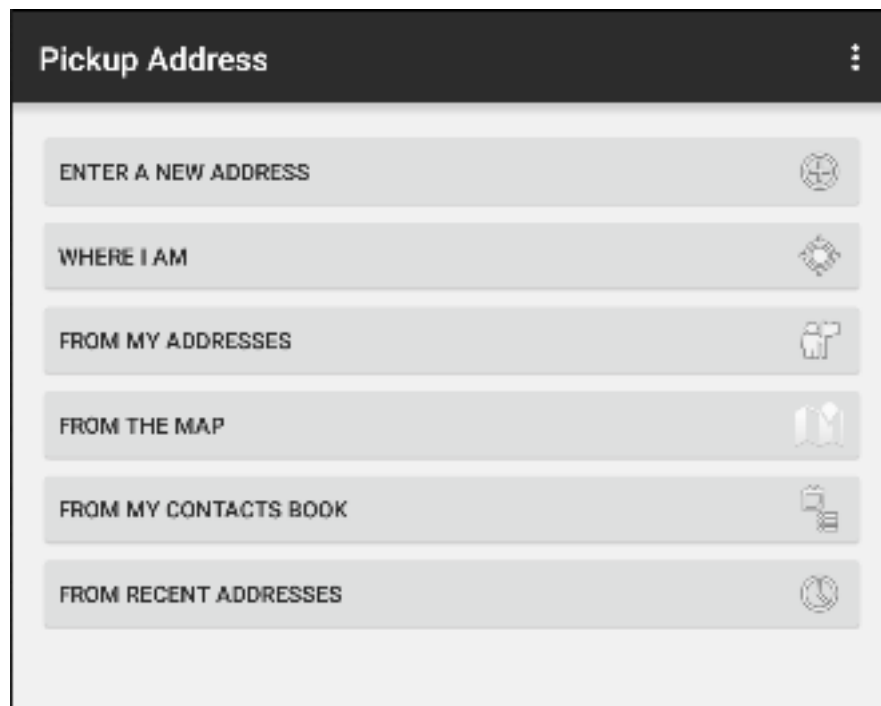 Pickup Address
ENTER A NEW ADDRESS
WHERE I AM
FROM MY ADDRESSES
FROM THE MAP
FROM MY CONTACTS BOOK
FROM RECENT ADDRESSES